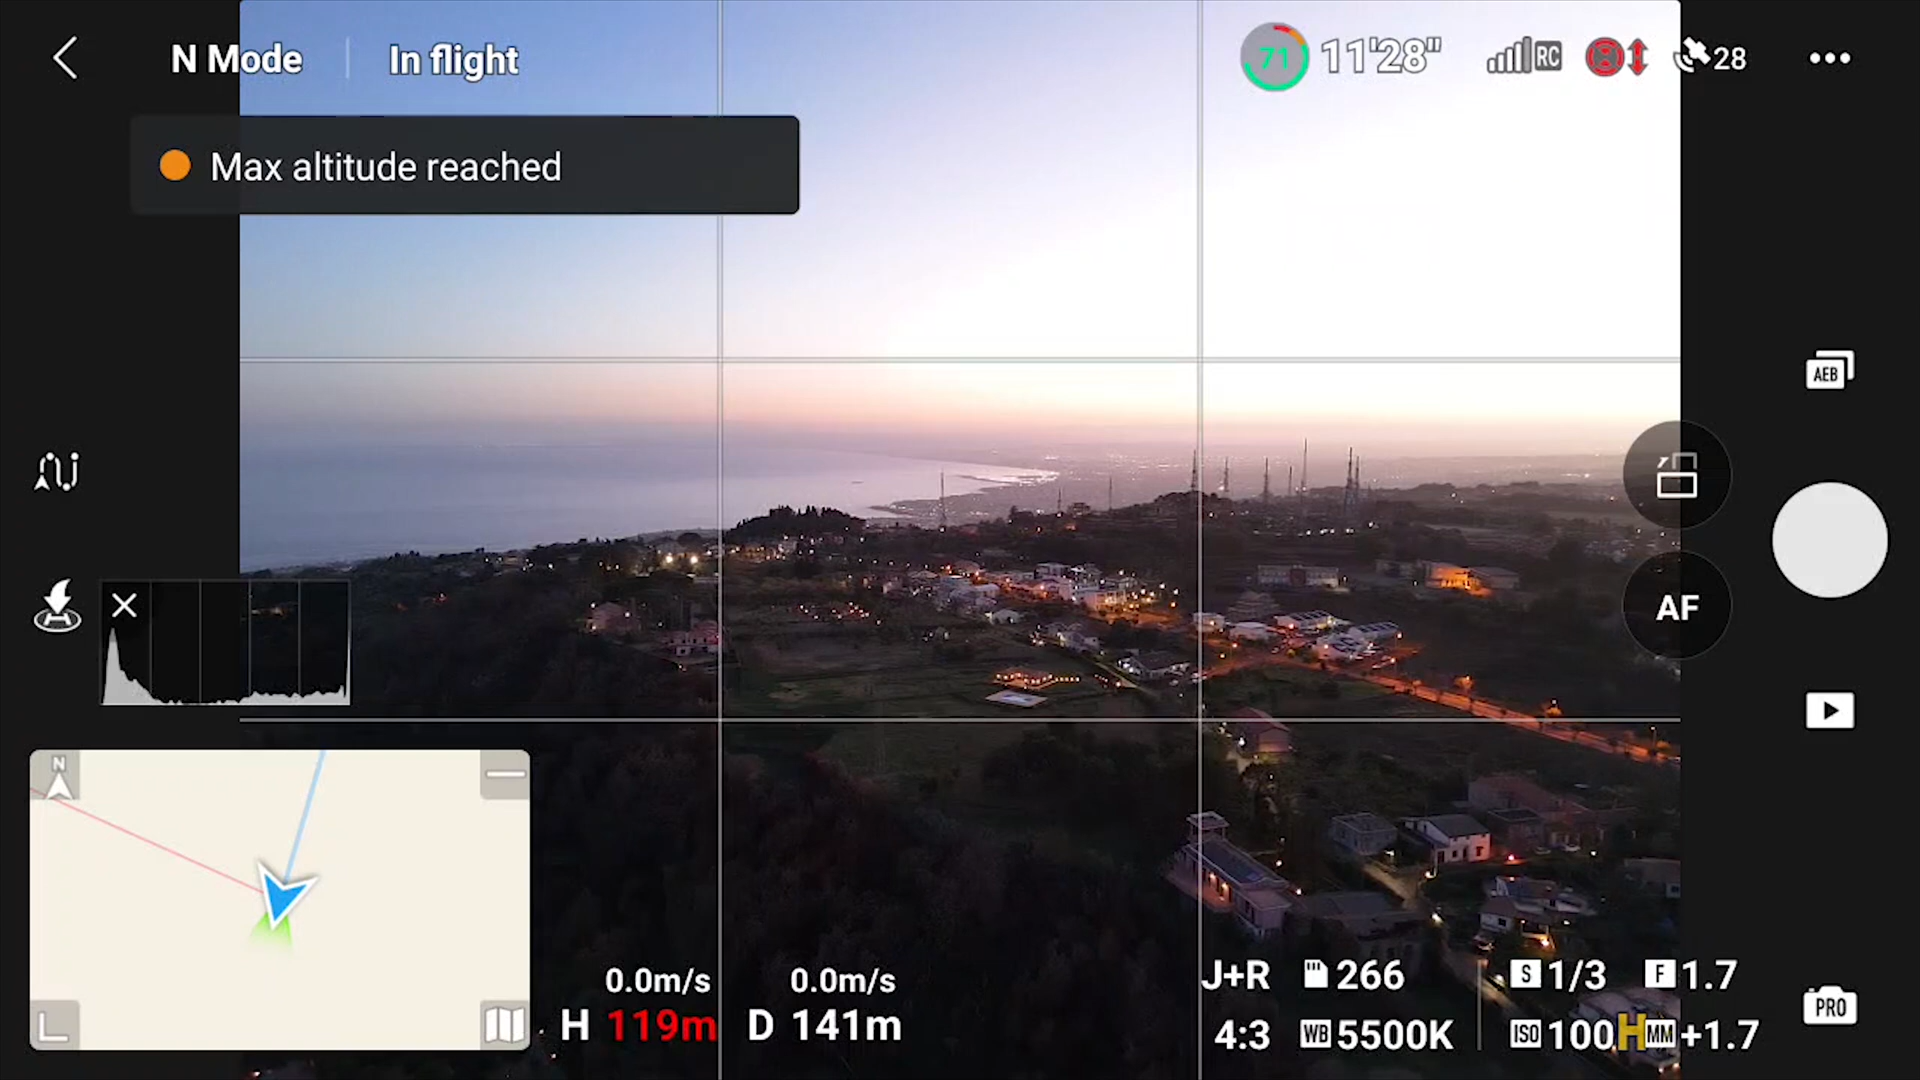 N Mode
In flight
71
11'28"
RC
28
Max altitude reached
AEB
AF
N
L
0.0m/s
0.0m/s
H 119m
D 141m
J+R
266
S 1/3
F 1.7
4:3
WB 5500K
ISO 100
H
MM +1.7
PRO